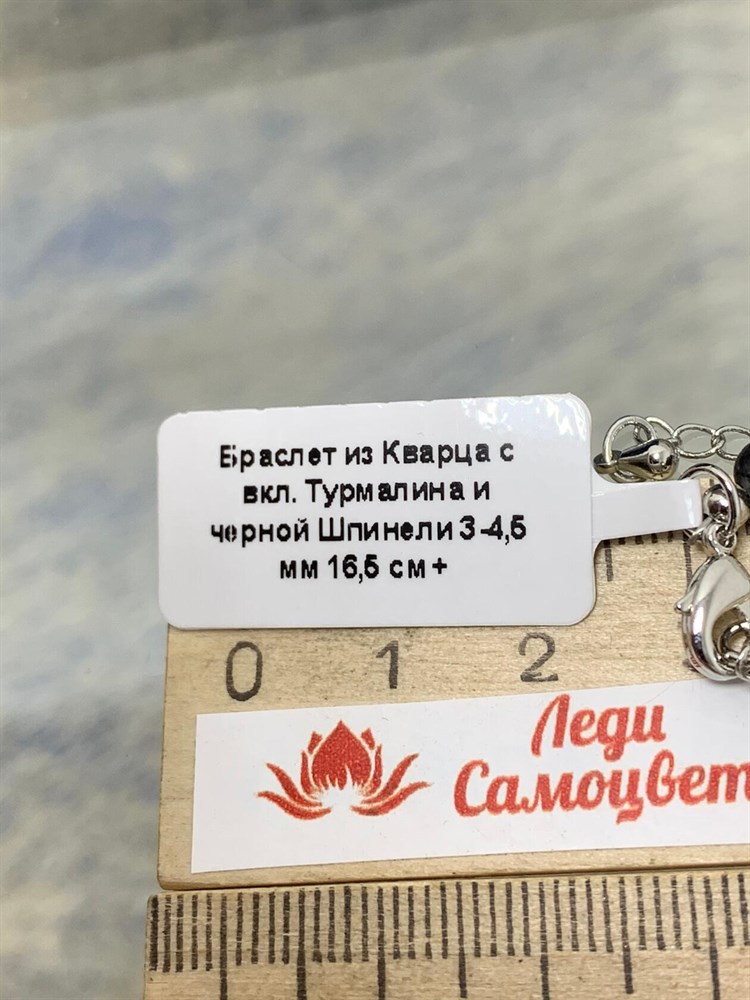 Браслет из Кварца с
вкл. Турмалина и
черной Шпинели 3-4,5
мм 16,5 см+
0 1 2
Леди
Самоцвет